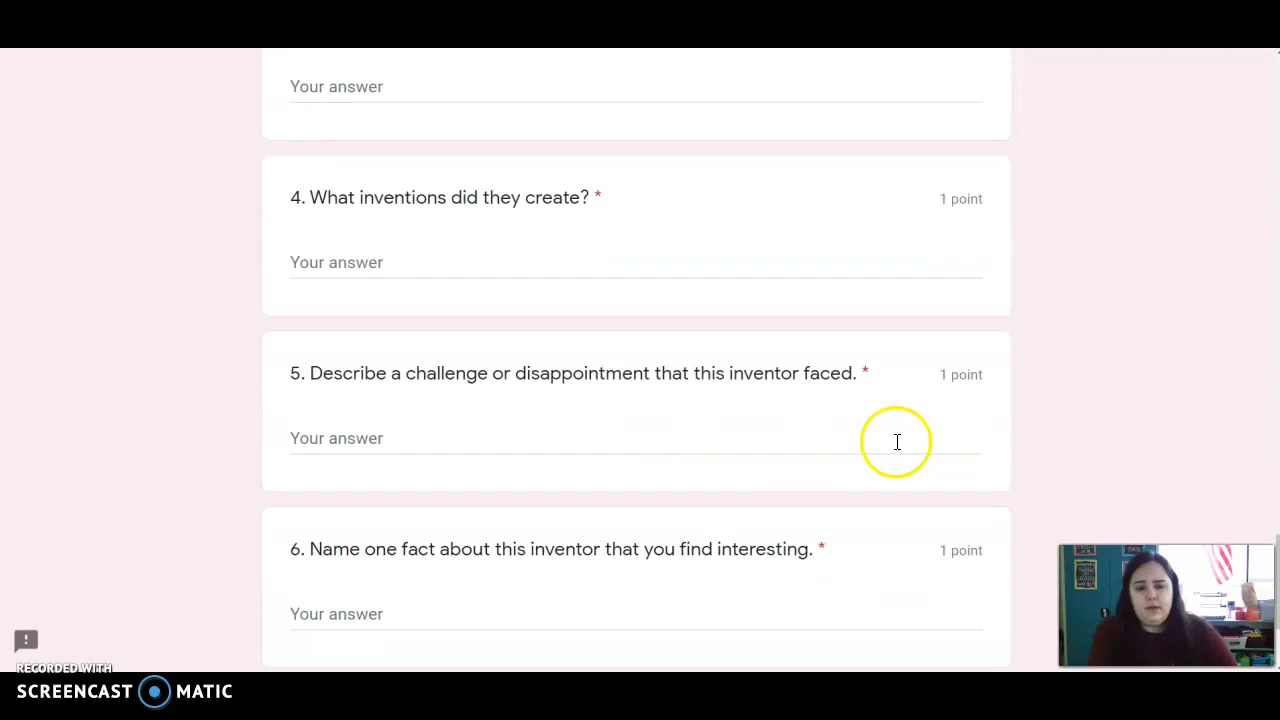 Your answer
4. What inventions did they create? *
1 point
Your answer
5. Describe a challenge or disappointment that this inventor faced. *
1 point
Your answer
6. Name one fact about this inventor that you find interesting. *
1 point
Your answer
RECORDED WITH
SCREENCAST MATIC